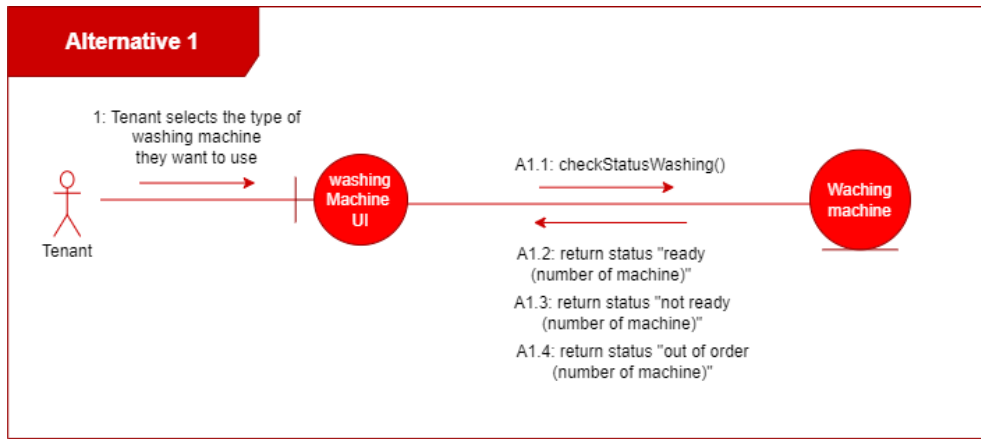 Alternative 1
1: Tenant selects the type of
washing machine
they want to use
Tenant
washing
Machine
UI
A1.1: checkStatusWashing()
A1.2: return status "ready
(number of machine)"
A1.3: return status "not ready
(number of machine)"
A1.4: return status "out of order
(number of machine)"
Waching
machine